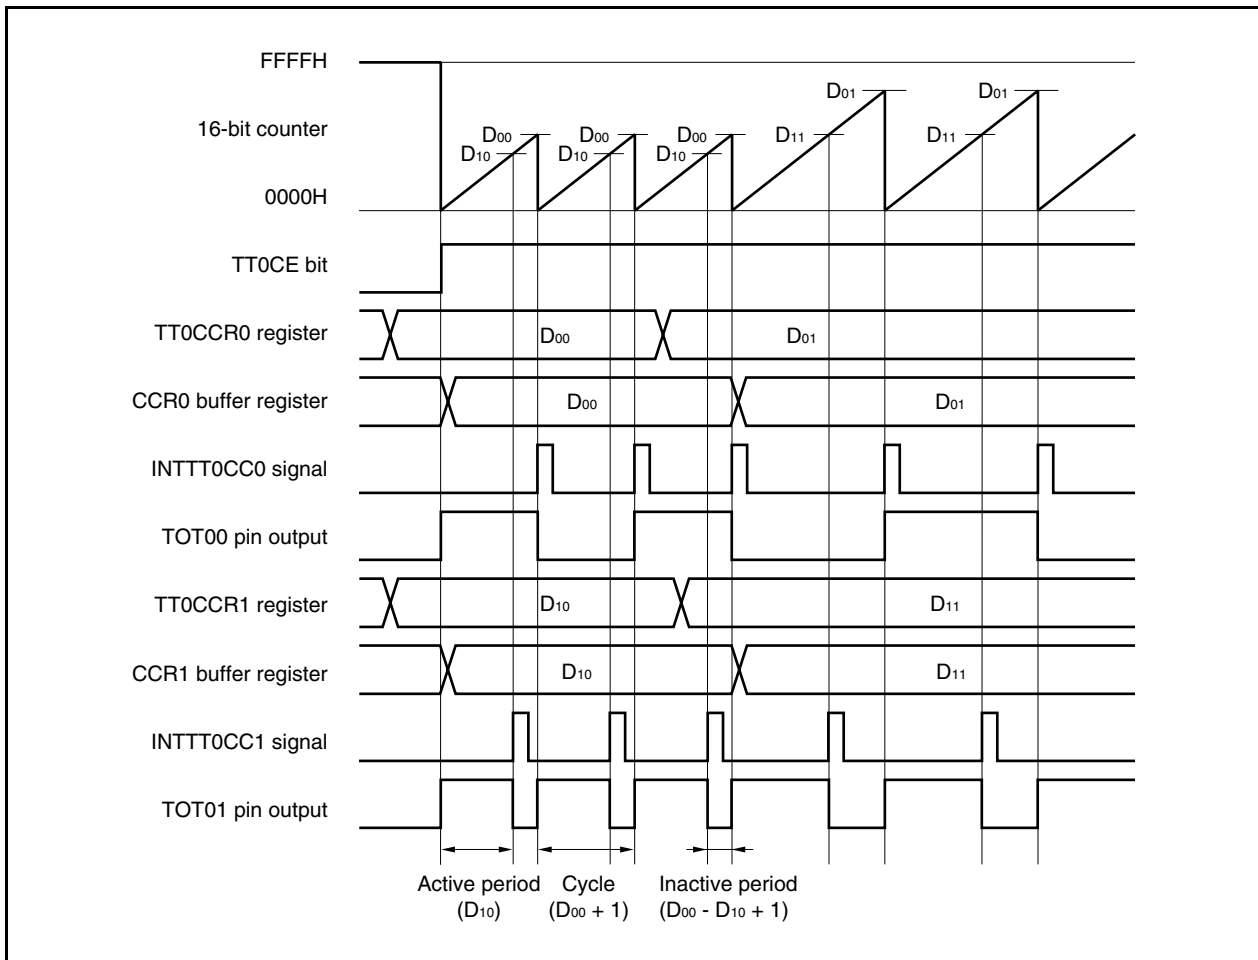 FFFFH
D01 D01
16-bit counter D00 D00 D00 D11 D11
D10 D10 D10
0000H
TT0CE bit
TT0CCR0 register D00 D01
CCR0 buffer register D00 D01
INTTT0CC0 signal
TOT00 pin output
TT0CCR1 register D10 D11
CCR1 buffer register D10 D11
INTTT0CC1 signal
TOT01 pin output
Active period Cycle Inactive period
(D10) (D00 + 1) (D00 - D10 + 1)